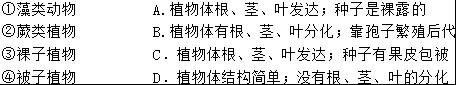 ①藻类动物 A.植物体根、茎、叶发达；种子是裸露的
②蕨类植物 B.植物体有根、茎、叶分化；靠孢子繁殖后代
③裸子植物 C．植物体根、茎、叶发达；种子有果皮包被
④被子植物 D．植物体结构简单；没有根、茎、叶的分化